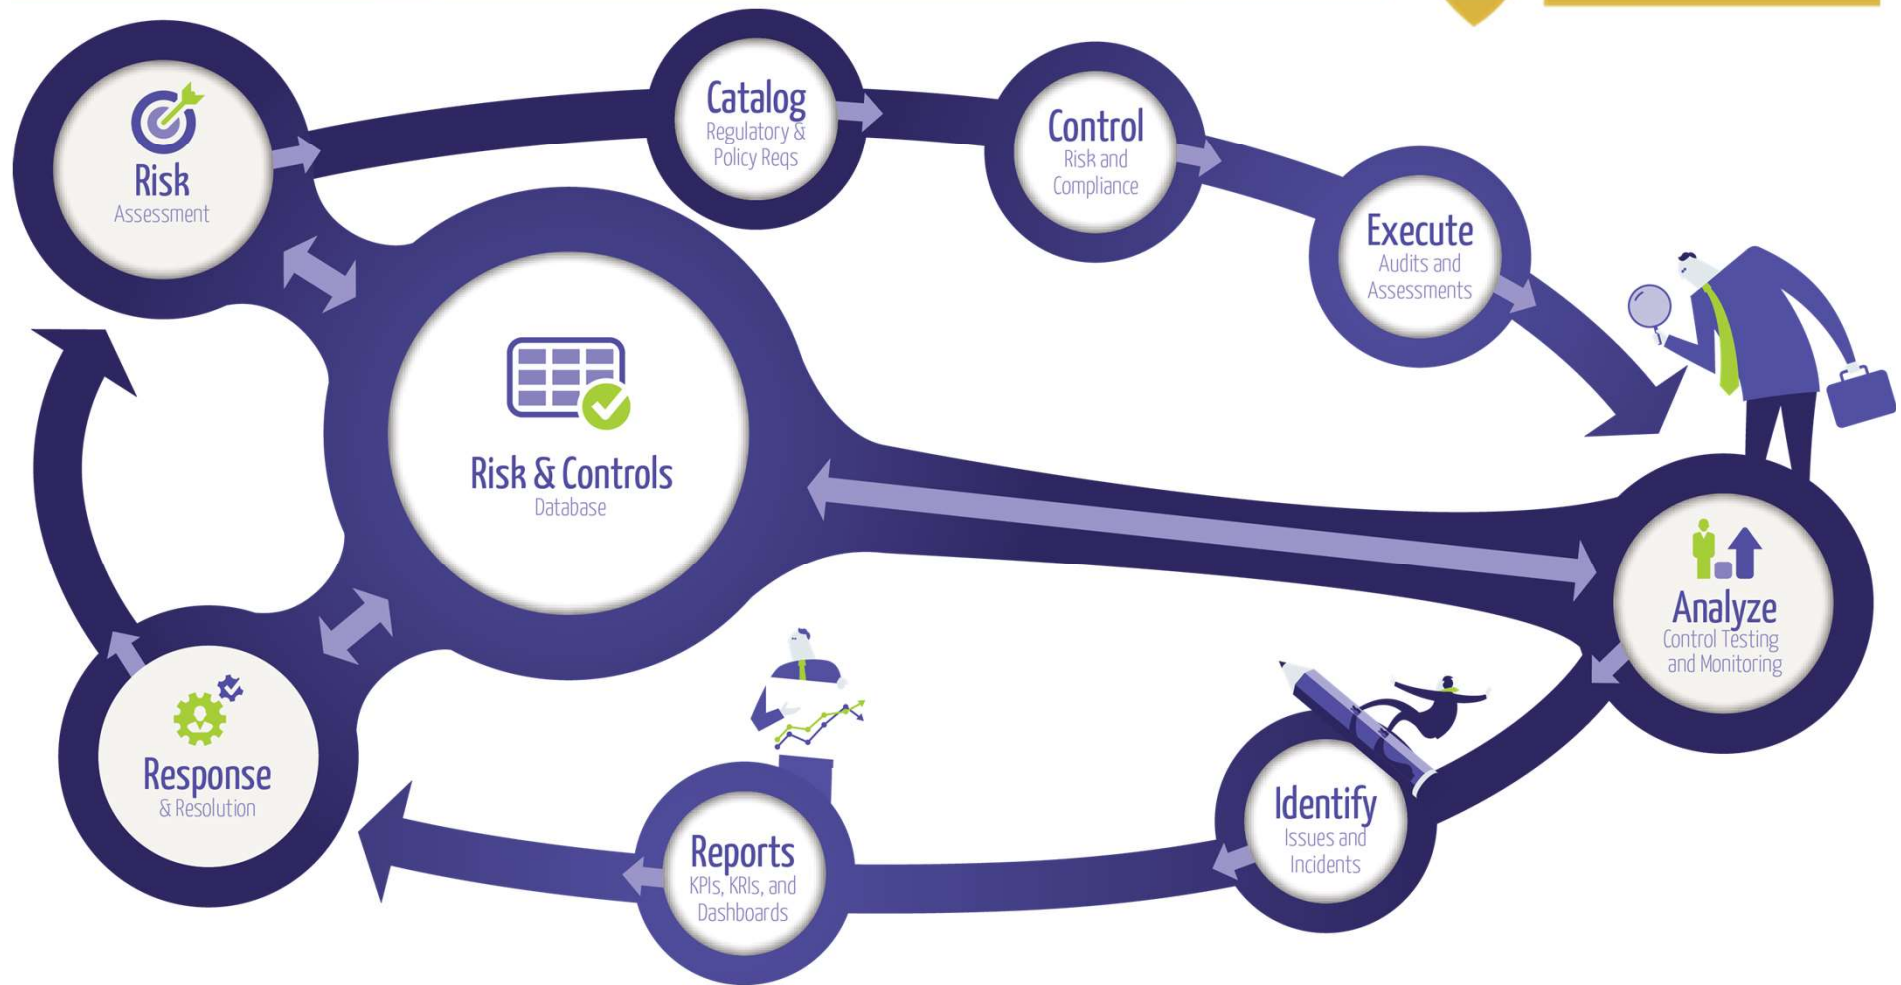 Risk
Assessment
Catalog
Regulatory &
Policy Reqs
Control
Risk and
Compliance
Execute
Audits and
Assessments
Risk & Controls
Database
Analyze
Control Testing
and Monitoring
Identify
Issues and
Incidents
Reports
KPIs, KRIs, and
Dashboards
Response
& Resolution